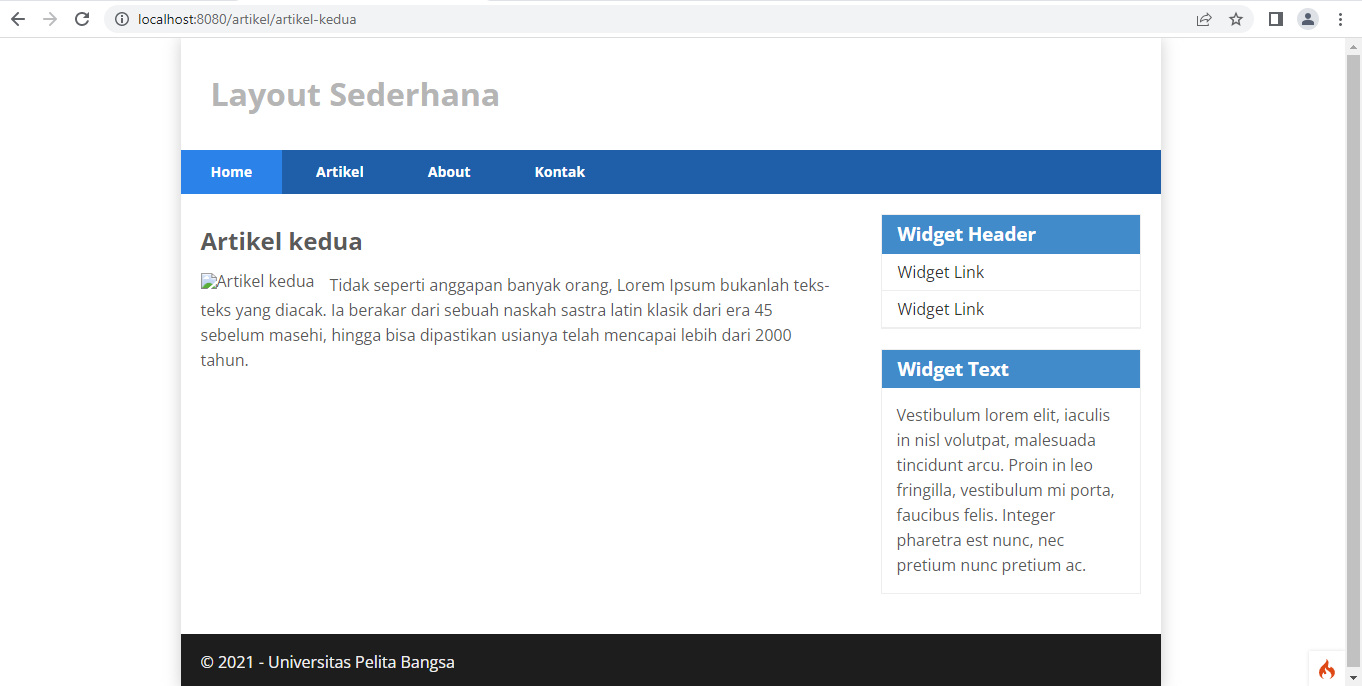 localhost:8080/artikel/artikel-kedua
Layout Sederhana
Home Artikel About Kontak
Artikel kedua
Artikel kedua Tidak seperti anggapan banyak orang, Lorem Ipsum bukanlah teks-
teks yang diacak. Ia berakar dari sebuah naskah sastra latin klasik dari era 45
sebelum masehi, hingga bisa dipastikan usianya telah mencapai lebih dari 2000
tahun.
Widget Header
Widget Link
Widget Link
Widget Text
Vestibulum lorem elit, iaculis
in nisl volutpat, malesuada
tincidunt arcu. Proin in leo
fringilla, vestibulum mi porta,
faucibus felis. Integer
pharetra est nunc, nec
pretium nunc pretium ac.
© 2021 - Universitas Pelita Bangsa